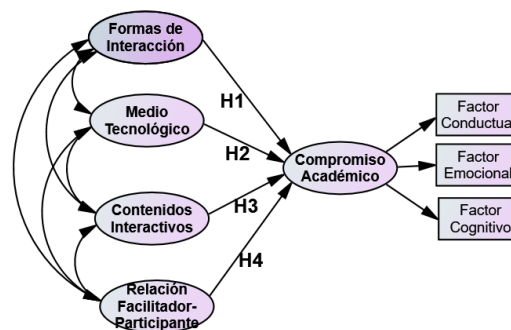 Formas de
Interacción
H1
Medio
Tecnológico
H2
Contenidos
Interactivos
H3
Relación
Facilitador-
Participante
H4
Compromiso
Académico
Factor
Conductual
Factor
Emocional
Factor
Cognitivo